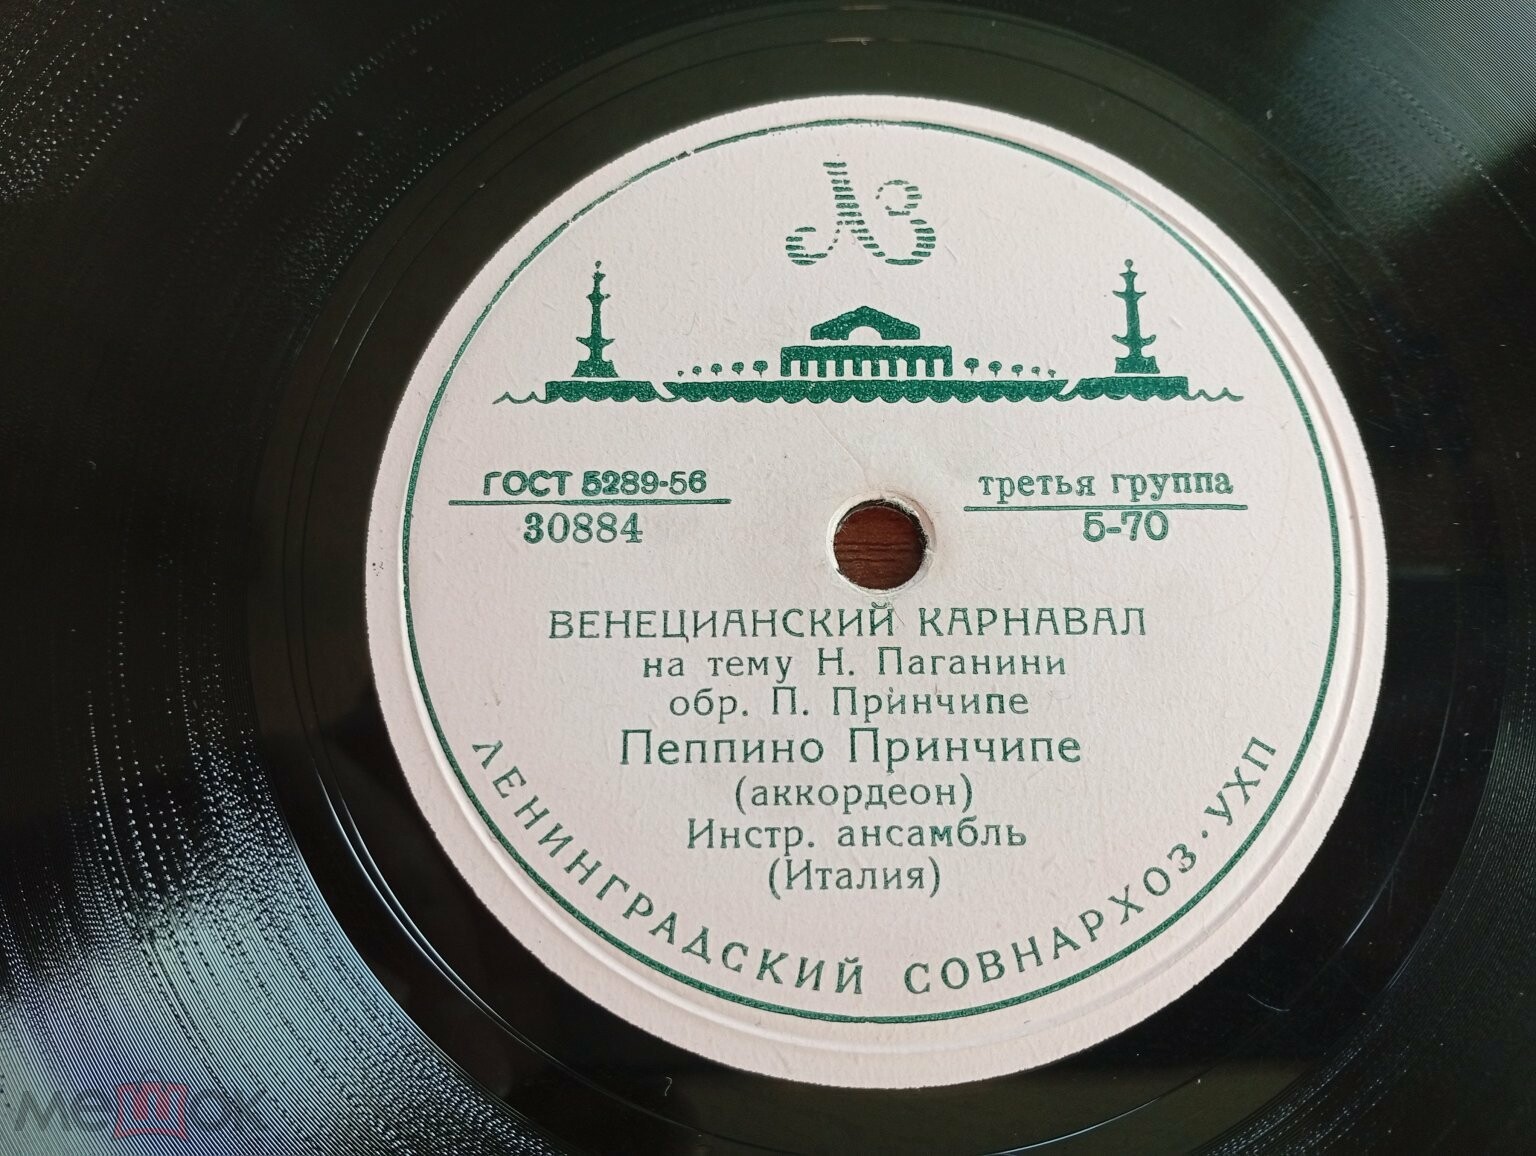 ЛЗ
ГОСТ 5289-56
30884
третья группа
5-70
ВЕНЕЦИАНСКИЙ КАРНАВАЛ
на тему Н. Паганини
обр. П. Принчипе
Пеппино Принчипе
(аккордеон)
Инстр. ансамбль
(Италия)
ЛЕНИНГРАДСКИЙ СОВНАРХОЗ·УХП